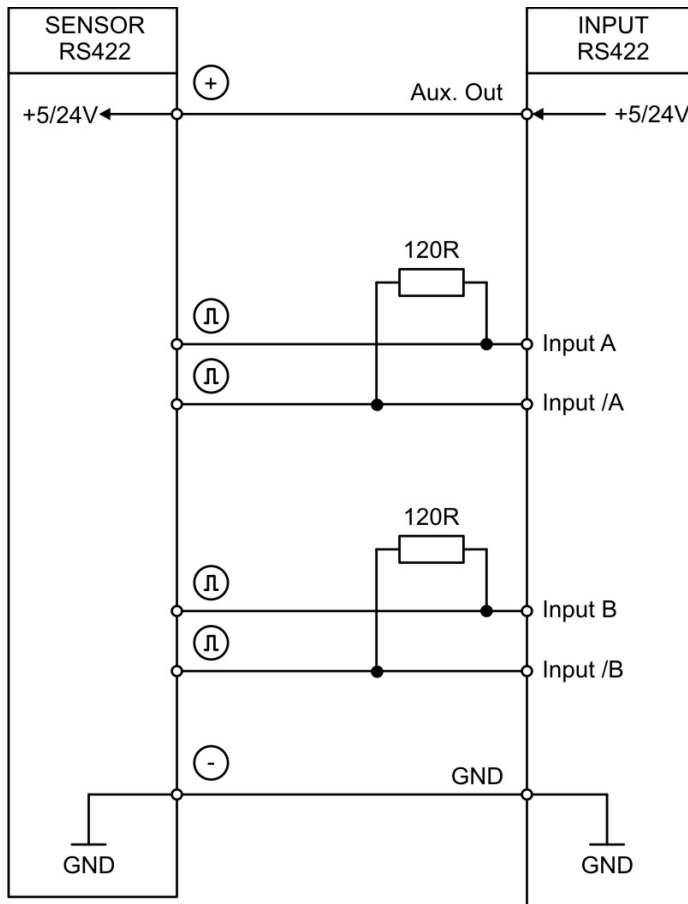 SENSOR
RS422
INPUT
RS422
+
Aux. Out
+5/24V
+5/24V
120R
Input A
Input /A
120R
Input B
Input /B
-
GND
GND
GND